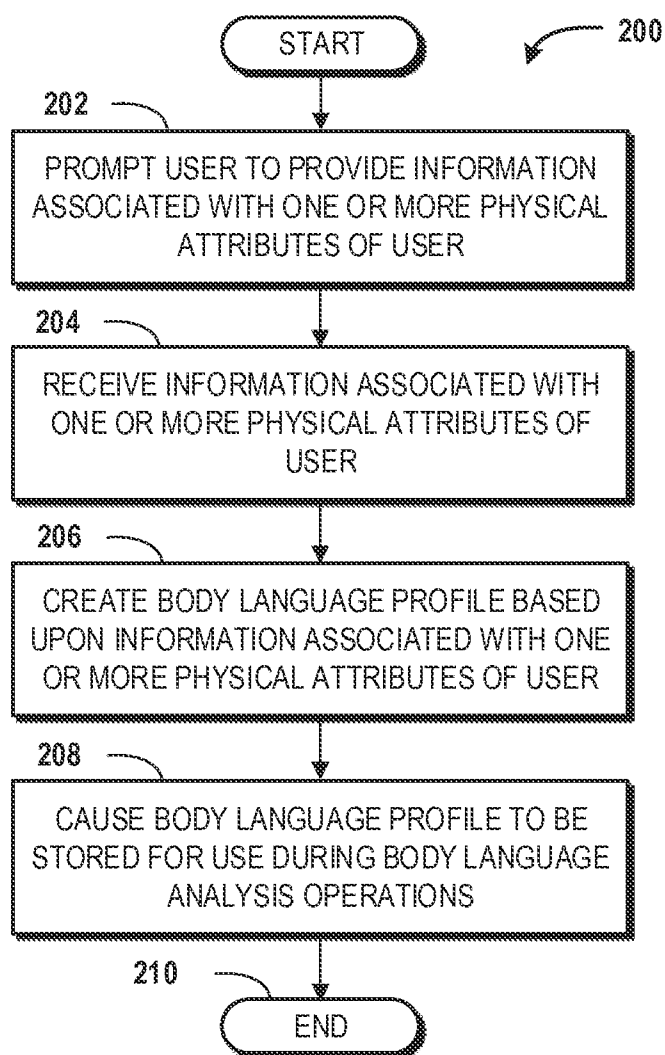 START
200
202
PROMPT USER TO PROVIDE INFORMATION
ASSOCIATED WITH ONE OR MORE PHYSICAL
ATTRIBUTES OF USER
204
RECEIVE INFORMATION ASSOCIATED WITH
ONE OR MORE PHYSICAL ATTRIBUTES OF
USER
206
CREATE BODY LANGUAGE PROFILE BASED
UPON INFORMATION ASSOCIATED WITH ONE
OR MORE PHYSICAL ATTRIBUTES OF USER
208
CAUSE BODY LANGUAGE PROFILE TO BE
STORED FOR USE DURING BODY LANGUAGE
ANALYSIS OPERATIONS
210
END